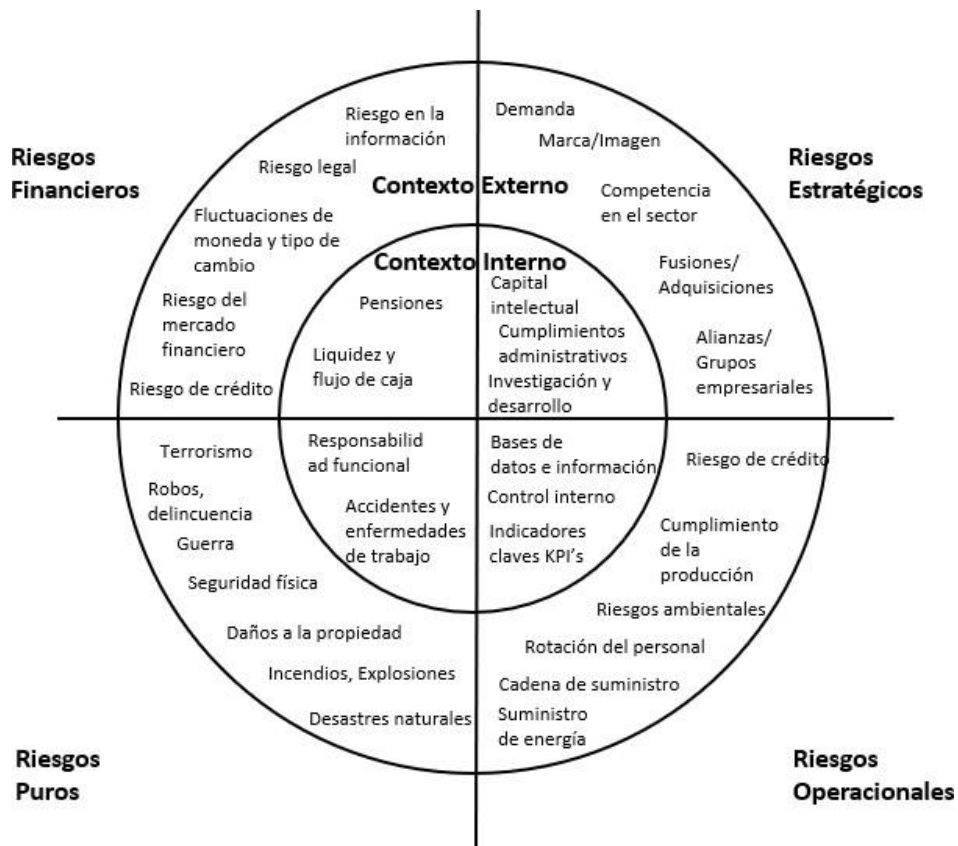 Riesgos
Financieros
Riesgo en la
información
Riesgo legal
Fluctuaciones de
moneda y tipo de
cambio
Riesgo del
mercado
financiero
Riesgo de crédito
Contexto Externo
Contexto Interno
Pensiones
Liquidez y
flujo de caja
Riesgos
Estratégicos
Demanda
Marca/Imagen
Competencia
en el sector
Fusiones/
Adquisiciones
Alianzas/
Grupos
empresariales
Capital
intelectual
Cumplimientos
administrativos
Investigación y
desarrollo
Terrorismo
Robos,
delincuencia
Guerra
Seguridad física
Daños a la propiedad
Incendios, Explosiones
Desastres naturales
Responsabilid
ad funcional
Accidentes y
enfermedades
de trabajo
Riesgos
Puros
Bases de
datos e información
Control interno
Indicadores
claves KPI's
Riesgo de crédito
Cumplimiento
de la
producción
Riesgos ambientales
Rotación del personal
Cadena de suministro
Suministro
de energía
Riesgos
Operacionales